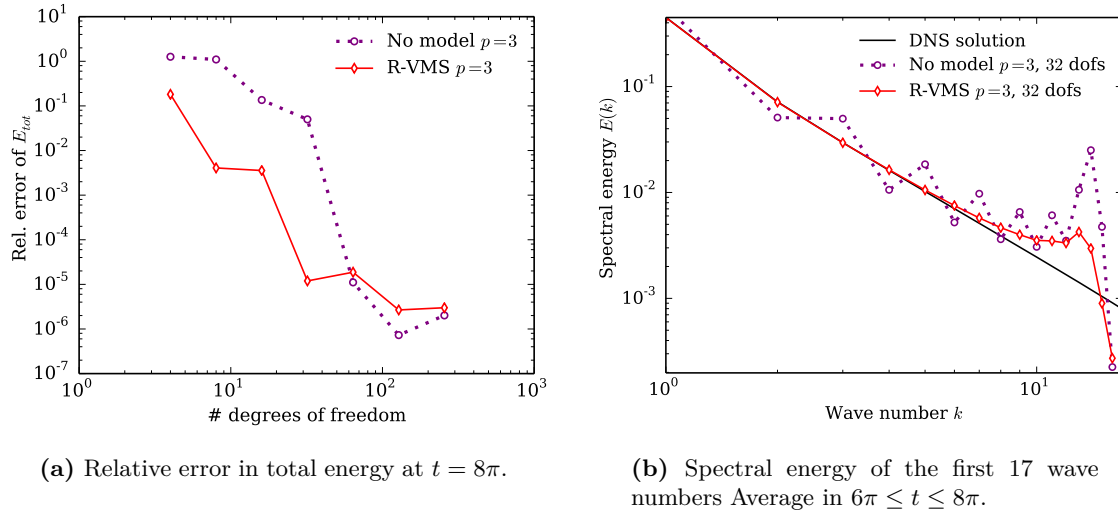 No model p=3
R-VMS p=3
10^1
10^0
10^-1
10^-2
10^-3
10^-4
10^-5
10^-6
10^-7
Rel. error of E_tot
10^0
10^1
10^2
10^3
# degrees of freedom
(a) Relative error in total energy at t = 8π.
DNS solution
No model p=3, 32 dofs
R-VMS p=3, 32 dofs
10^-1
10^-2
10^-3
Spectral energy E(k)
10^0
10^1
Wave number k
(b) Spectral energy of the first 17 wave
numbers Average in 6π ≤ t ≤ 8π.